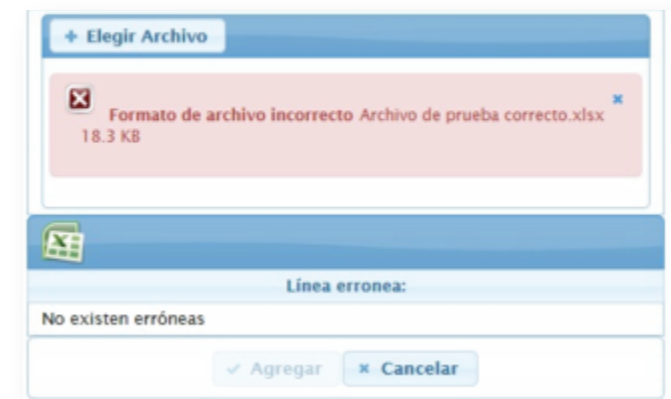 + Elegir Archivo
Formato de archivo incorrecto Archivo de prueba correcto.xlsx
18.3 KB
Línea erronea:
No existen erróneas
Agregar Cancelar